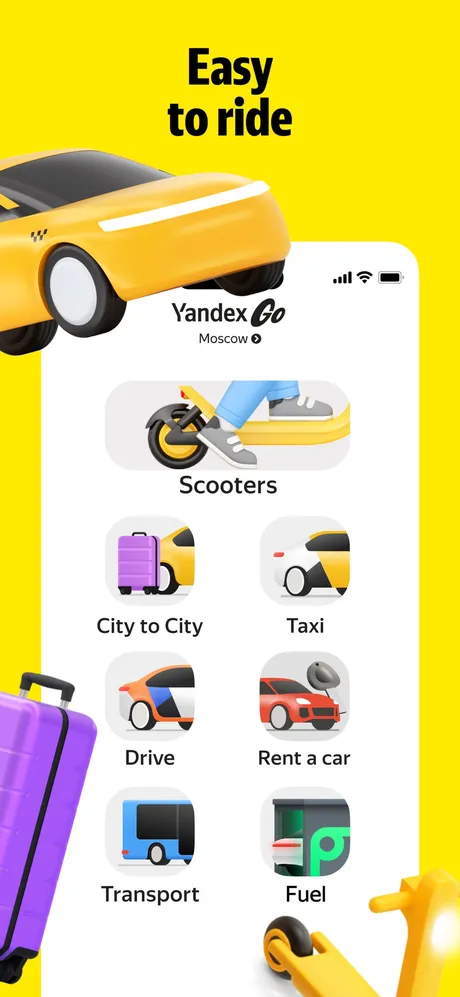 Easy
to ride
Yandex Go
Moscow
Scooters
City to City
Taxi
Drive
Rent a car
Transport
Fuel